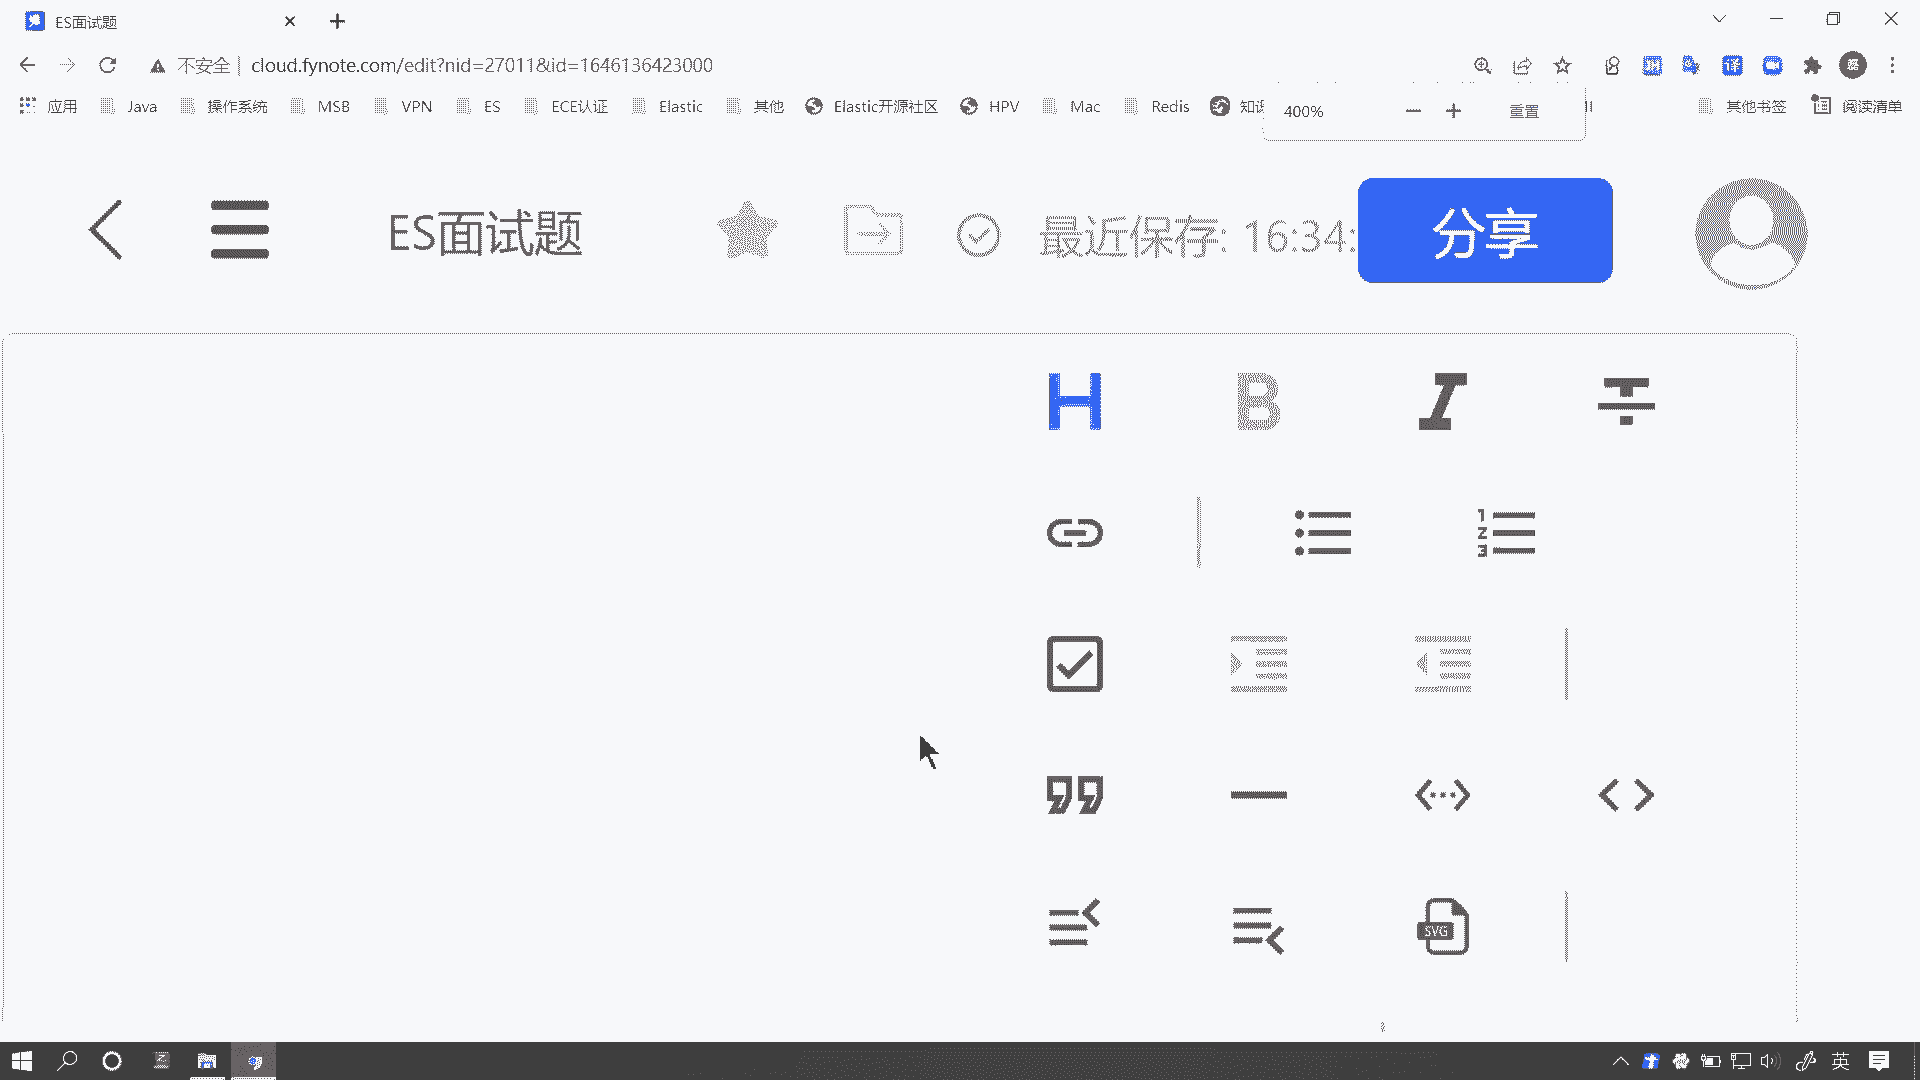 ES面试题
不安全 cloud.fynote.com/edit?nid=27011&id=1646136423000
应用 Java 操作系统 MSB VPN ES ECE认证 Elastic 其他 Elastic开源社区 HPV Mac Redis 其他书签 阅读清单
400% 重置
ES面试题 最近保存: 16:34: 分享
H B I
1
2
3
SVG
英